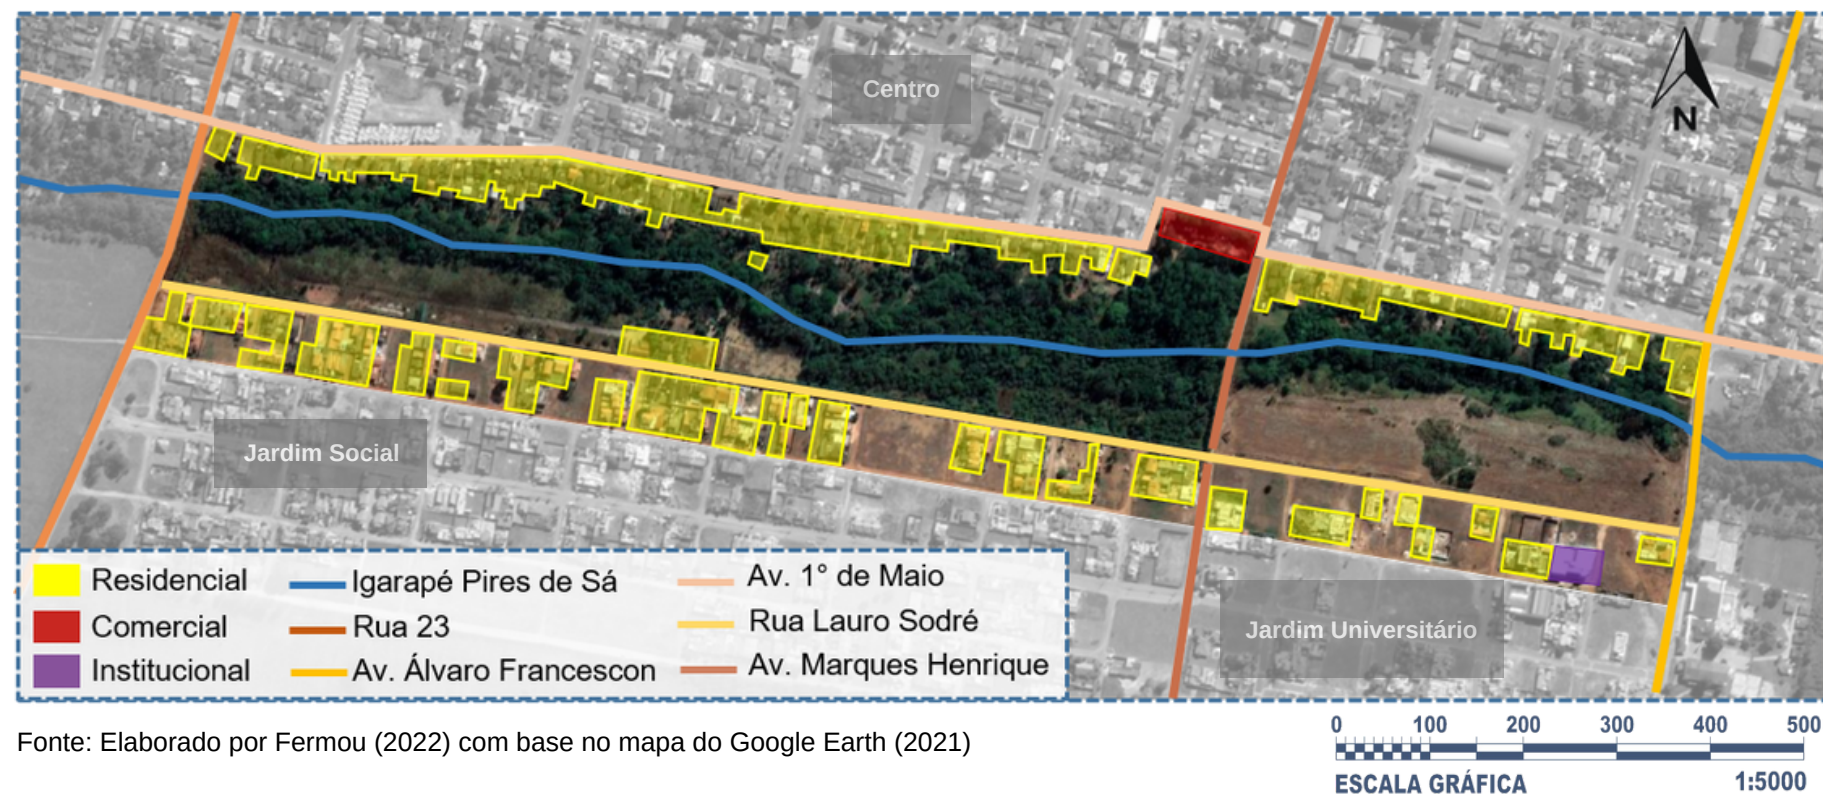 Centro
N
Jardim Social
Jardim Universitário
Residencial
Igarapé Pires de Sá
Av. 1° de Maio
Comercial
Rua 23
Rua Lauro Sodré
Institucional
Av. Álvaro Francescon
Av. Marques Henrique
Fonte: Elaborado por Fermou (2022) com base no mapa do Google Earth (2021)
0 100 200 300 400 500
ESCALA GRÁFICA 1:5000